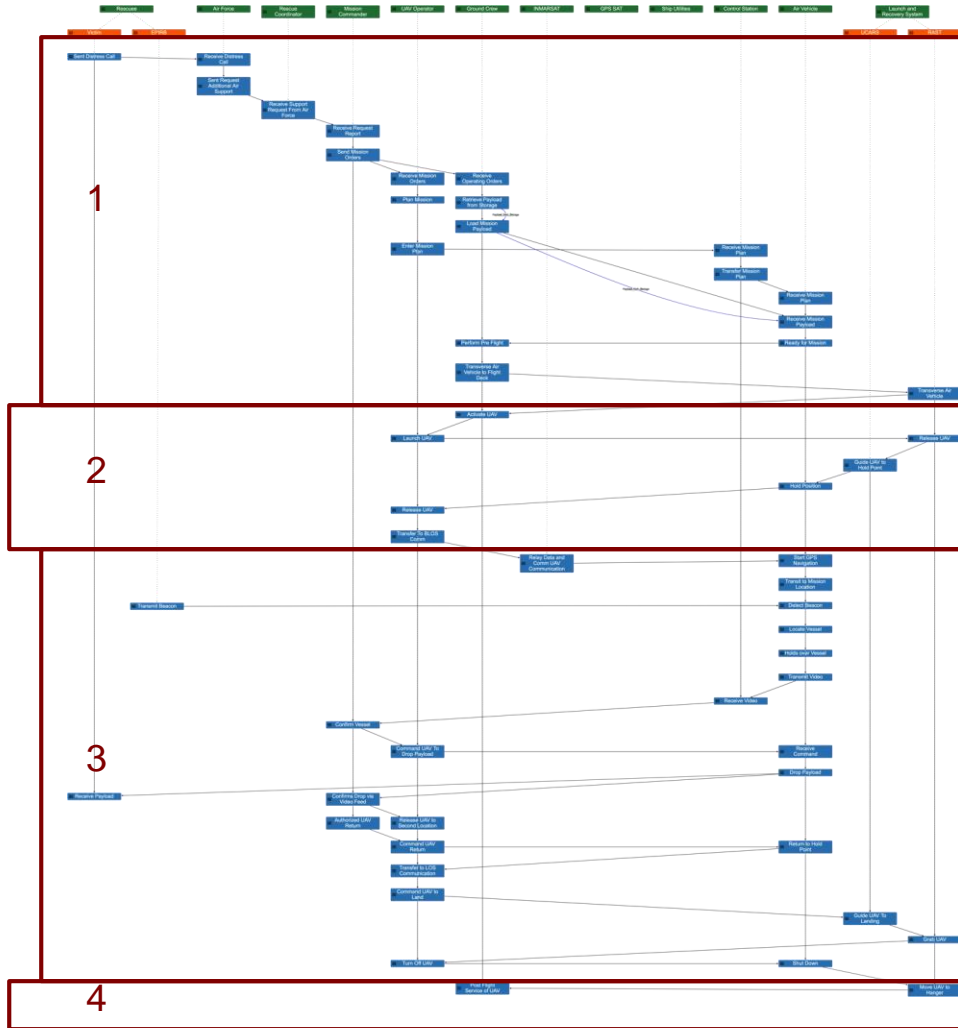 Rescuee
Air Force
Rescue
Coordinator
Mission
Commander
UAV Operator
Ground Crew
INMARSAT
GPS SAT
Ship Utilities
Control Station
Air Vehicle
Launch and
Recovery System
Victim
EPIRB
UCARS
RAST
Sent Distress Call
Receive Distress
Call
Sent Request
Additional Air
Support
Receive Support
Request From Air
Force
Receive Request
Report
Send Mission
Orders
Receive Mission
Orders
Receive
Operating Orders
1
Plan Mission
Retrieve Payload
from Storage
Load Mission
Payload
Enter Mission
Plan
Receive Mission
Plan
Transfer Mission
Plan
Receive Mission
Plan
Receive Mission
Payload
Perform Pre Flight
Ready for Mission
Transverse Air
Vehicle to Flight
Deck
Transverse Air
Vehicle
Activate UAV
2
Launch UAV
Release UAV
Guide UAV to
Hold Point
Hold Position
Release UAV
Transfer To BLOS
Comm
Relay Data and
Comm UAV
Communication
Start GPS
Navigation
Transit to Mission
Location
Transmit Beacon
Detect Beacon
Locate Vessel
Holds over Vessel
Transmit Video
Receive Video
Confirm Vessel
3
Command UAV To
Drop Payload
Receive
Command
Drop Payload
Receive Payload
Confirms Drop via
Video Feed
Authorized UAV
Return
Release UAV to
Second Location
Command UAV
Return
Return to Hold
Point
Transfer to LOS
Communication
Command UAV to
Land
Guide UAV To
Landing
Grab UAV
Turn Off UAV
Shut Down
4
Post Flight
Service of UAV
Move UAV to
Hanger